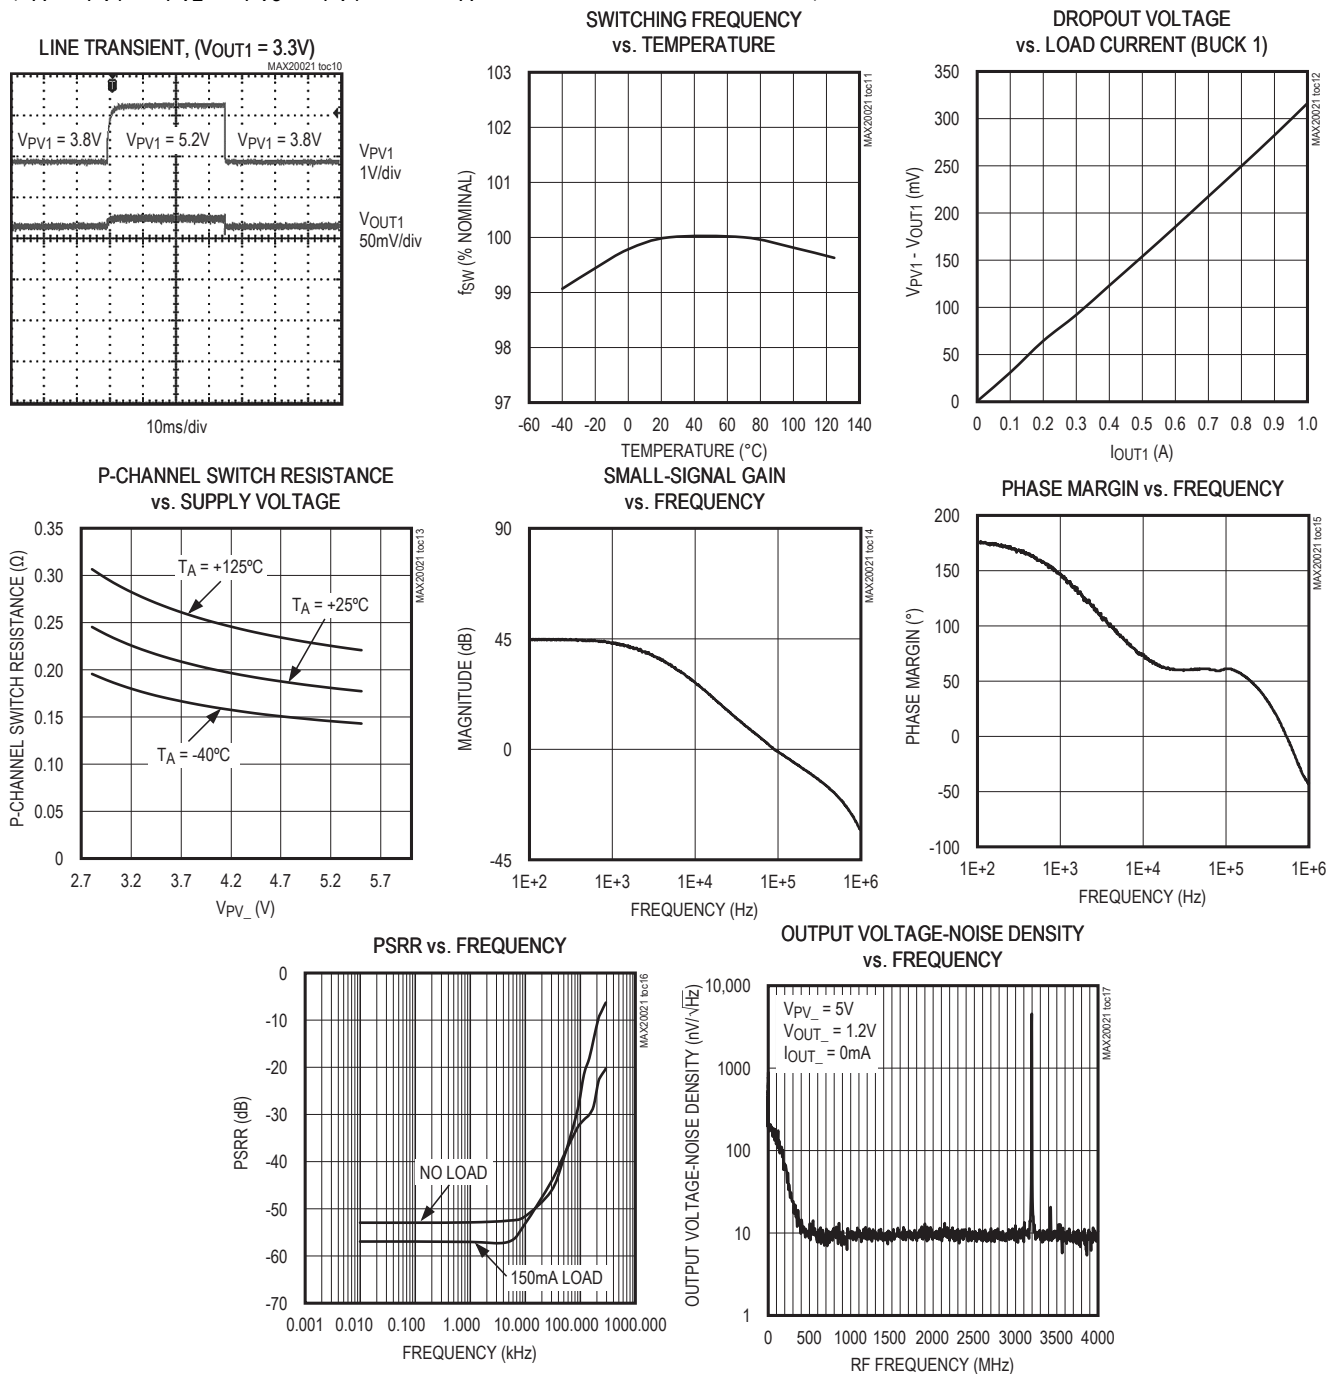 LINE TRANSIENT, (VOUT1 = 3.3V)
MAX20021 toc10
VPV1 = 3.8V
VPV1 = 5.2V
VPV1 = 3.8V
VPV1
1V/div
VOUT1
50mV/div
10ms/div
SWITCHING FREQUENCY
vs. TEMPERATURE
MAX20021 toc11
fSW (% NOMINAL)
103
102
101
100
99
98
97
-60 -40 -20 0 20 40 60 80 100 120 140
TEMPERATURE (°C)
DROPOUT VOLTAGE
vs. LOAD CURRENT (BUCK 1)
MAX20021 toc12
VPV1 - VOUT1 (mV)
350
300
250
200
150
100
50
0
0 0.1 0.2 0.3 0.4 0.5 0.6 0.7 0.8 0.9 1.0
IOUT1 (A)
P-CHANNEL SWITCH RESISTANCE
vs. SUPPLY VOLTAGE
MAX20021 toc13
P-CHANNEL SWITCH RESISTANCE (Ω)
0.35
0.30
0.25
0.20
0.15
0.10
0.05
0
TA = +125ºC
TA = +25ºC
TA = -40ºC
2.7 3.2 3.7 4.2 4.7 5.2 5.7
VPV_ (V)
SMALL-SIGNAL GAIN
vs. FREQUENCY
MAX20021 toc14
MAGNITUDE (dB)
90
45
0
-45
1E+2 1E+3 1E+4 1E+5 1E+6
FREQUENCY (Hz)
PHASE MARGIN vs. FREQUENCY
MAX20021 toc15
PHASE MARGIN (°)
200
150
100
50
0
-50
-100
1E+2 1E+3 1E+4 1E+5 1E+6
FREQUENCY (Hz)
PSRR vs. FREQUENCY
MAX20021 toc16
PSRR (dB)
0
-10
-20
-30
-40
-50
-60
-70
NO LOAD
150mA LOAD
0.001 0.010 0.100 1.000 10.000 100.000 1000.000
FREQUENCY (kHz)
OUTPUT VOLTAGE-NOISE DENSITY
vs. FREQUENCY
MAX20021 toc17
OUTPUT VOLTAGE-NOISE DENSITY (nV/√Hz)
10,000
1000
100
10
1
VPV_ = 5V
VOUT_ = 1.2V
IOUT_ = 0mA
0 500 1000 1500 2000 2500 3000 3500 4000
RF FREQUENCY (MHz)